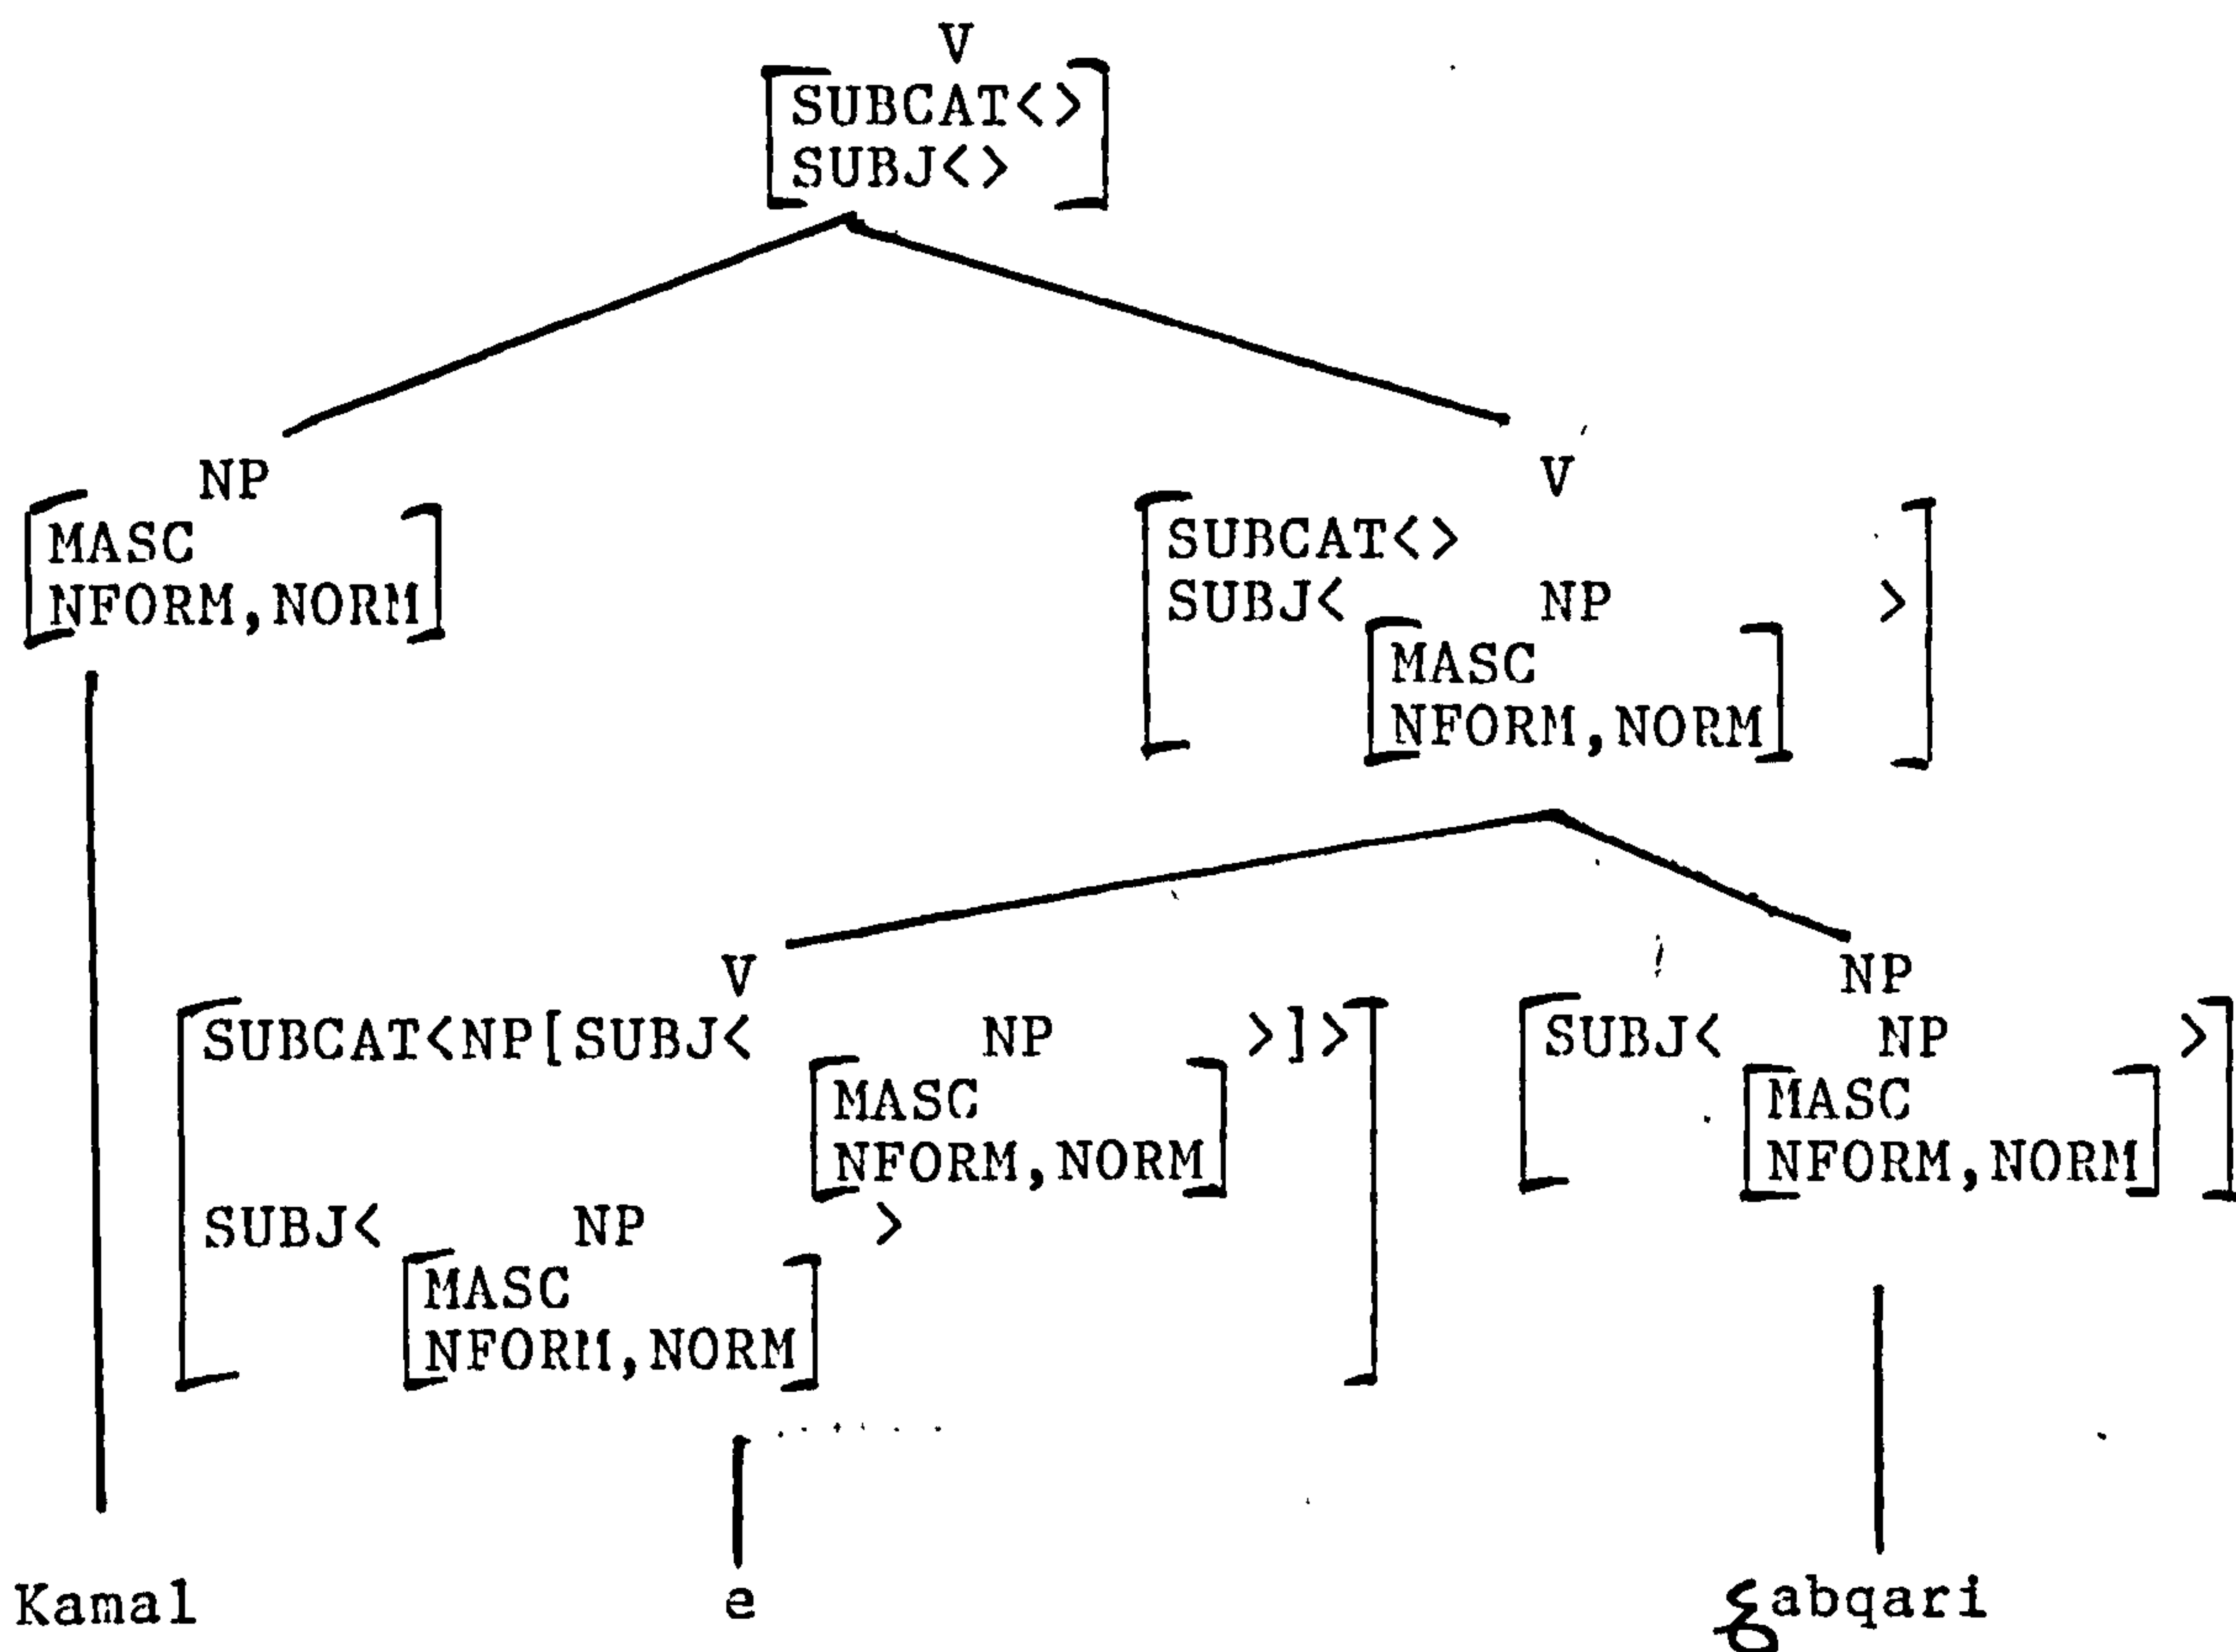 V
SUBCAT<>
SUBJ<>
NP V
MASC SUBCAT<>
NFORM,NORM SUBJ< NP >
MASC
NFORM,NORM
V NP
SUBCAT<NP[SUBJ< NP >]> SUBJ< NP >
MASC MASC
NFORM,NORM NFORM,NORM
SUBJ< NP >
MASC
NFORM,NORM
Kamal e ʕabqari